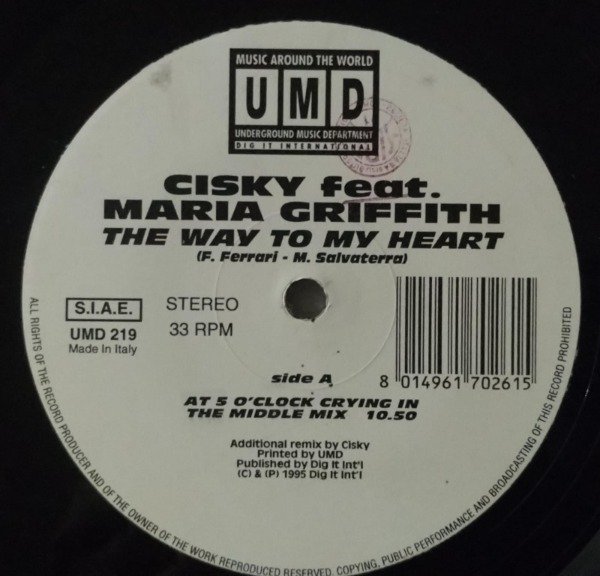 MUSIC AROUND THE WORLD
UMD
UNDERGROUND MUSIC DEPARTMENT
DIG IT INTERNATIONAL
CISKY feat.
MARIA GRIFFITH
THE WAY TO MY HEART
(F. Ferrari - M. Salvaterra)
S.I.A.E.
UMD 219
Made in Italy
STEREO
33 RPM
8 014961 702615
side A
AT 5 O'CLOCK CRYING IN
THE MIDDLE MIX 10.50
Additional remix by Cisky
Printed by UMD
Published by Dig It Int'l
(C) & (P) 1995 Dig It Int'l
ALL RIGHTS OF THE RECORD PRODUCER AND OF THE OWNER OF THE WORK REPRODUCED RESERVED. COPYING, PUBLIC PERFORMANCE AND BROADCASTING OF THIS RECORD PROHIBITED